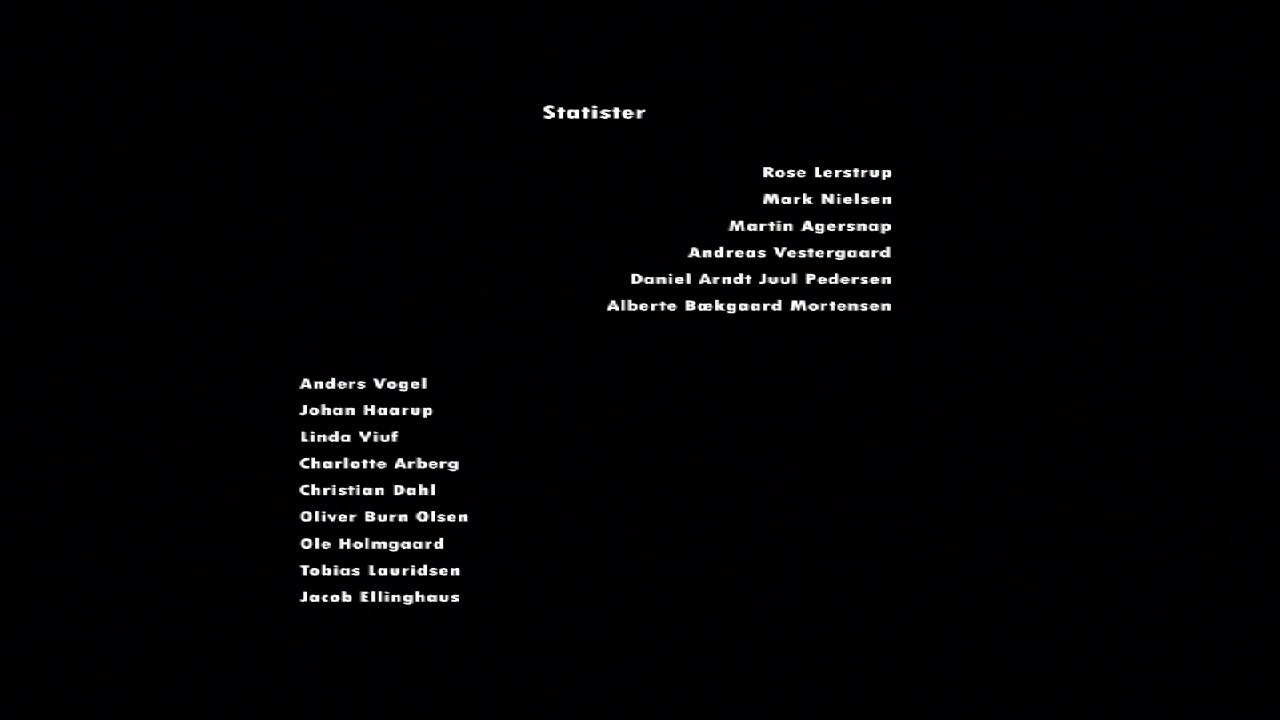 Statister
Rose Lerstrup
Mark Nielsen
Martin Agersnap
Andreas Vestergaard
Daniel Arndt Juul Pedersen
Alberte Bækgaard Mortensen
Anders Vogel
Johan Haarup
Linda Viuf
Charlotte Arberg
Christian Dahl
Oliver Burn Olsen
Ole Holmgaard
Tobias Lauridsen
Jacob Ellinghaus